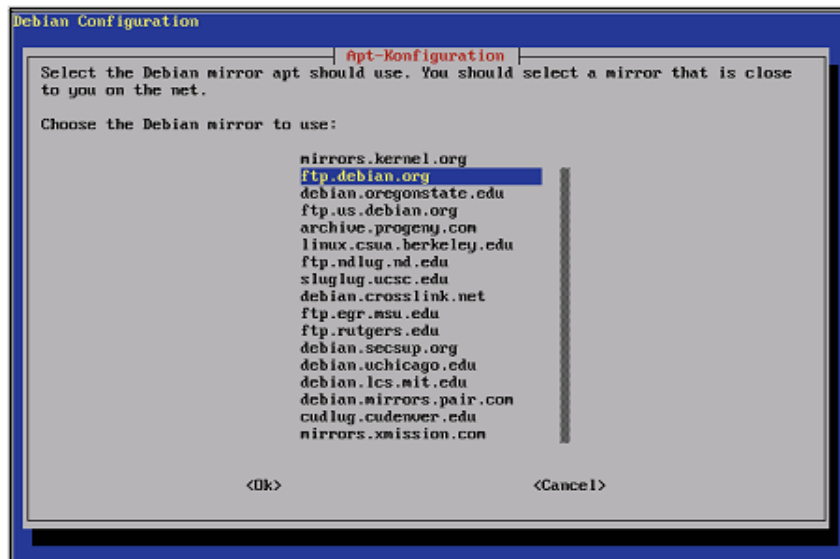 Debian Configuration
Apt-Konfiguration
Select the Debian mirror apt should use. You should select a mirror that is close
to you on the net.
Choose the Debian mirror to use:
mirrors.kernel.org
ftp.debian.org
debian.oregonstate.edu
ftp.us.debian.org
archive.progeny.com
linux.csua.berkeley.edu
ftp.ndlug.nd.edu
sluglug.ucsc.edu
debian.crosslink.net
ftp.egr.msu.edu
ftp.rutgers.edu
debian.secsup.org
debian.uchicago.edu
debian.lcs.mit.edu
debian.mirrors.pair.com
cudlug.cudenver.edu
mirrors.xmission.com
<Ok> <Cancel>